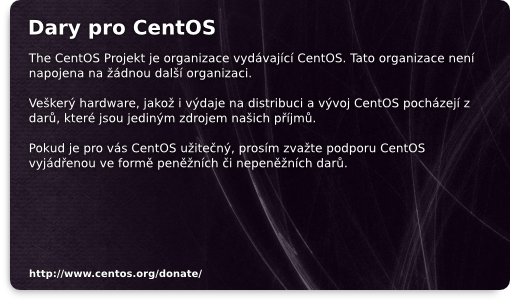 Dary pro CentOS
The CentOS Projekt je organizace vydávající CentOS. Tato organizace není
napojena na žádnou další organizaci.
Veškerý hardware, jakož i výdaje na distribuci a vývoj CentOS pocházejí z
darů, které jsou jediným zdrojem našich příjmů.
Pokud je pro vás CentOS užitečný, prosím zvažte podporu CentOS
vyjádřenou ve formě peněžních či nepeněžních darů.
http://www.centos.org/donate/